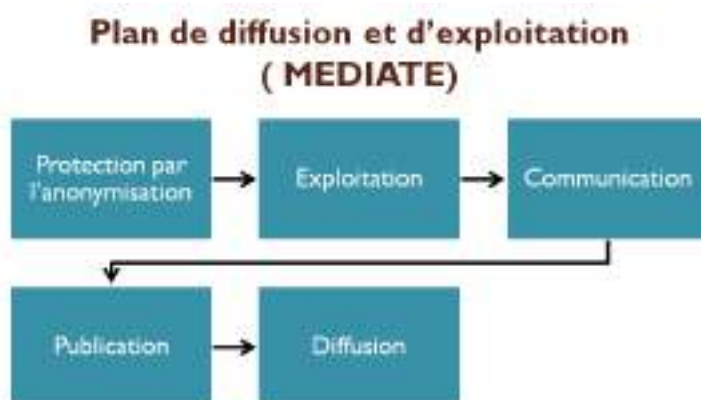 Plan de diffusion et d'exploitation
( MEDIATE)
Protection par
l'anonymisation
Exploitation
Communication
Publication
Diffusion